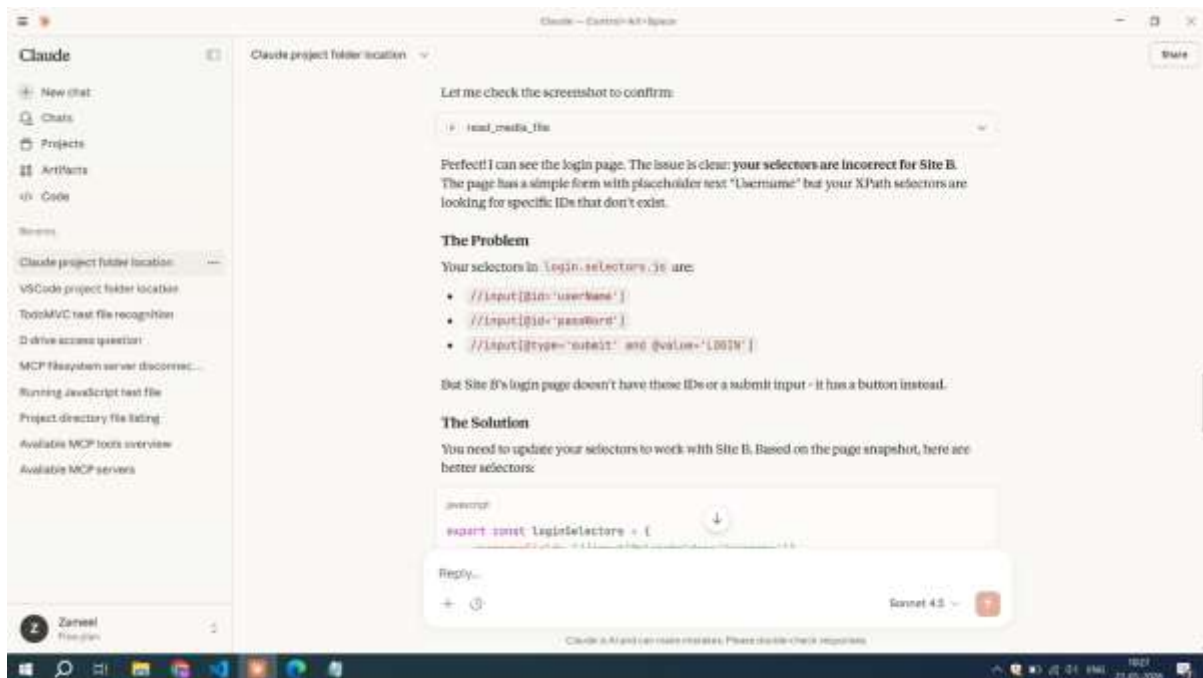 Claude – Control+Alt+Space
Claude
Claude project folder location
Share
New chat
Chats
Projects
Artifacts
Code
Recents
Claude project folder location
VSCode project folder location
TodoMVC test file recognition
D drive access question
MCP filesystem server disconnec...
Running JavaScript test file
Project directory file listing
Available MCP tools overview
Available MCP servers
Zameel
Free plan
Let me check the screenshot to confirm:
read_media_file
Perfect! I can see the login page. The issue is clear: your selectors are incorrect for Site B.
The page has a simple form with placeholder text "Username" but your XPath selectors are
looking for specific IDs that don't exist.
The Problem
Your selectors in login.selectors.js are:
//input[@id='userName']
//input[@id='passWord']
//input[@type='submit' and @value='LOGIN']
But Site B's login page doesn't have those IDs or a submit input - it has a button instead.
The Solution
You need to update your selectors to work with Site B. Based on the page snapshot, here are
better selectors:
javascript
export const loginSelectors = {
Reply...
Sonnet 4.5
Claude is AI and can make mistakes. Please double-check responses.
ENG